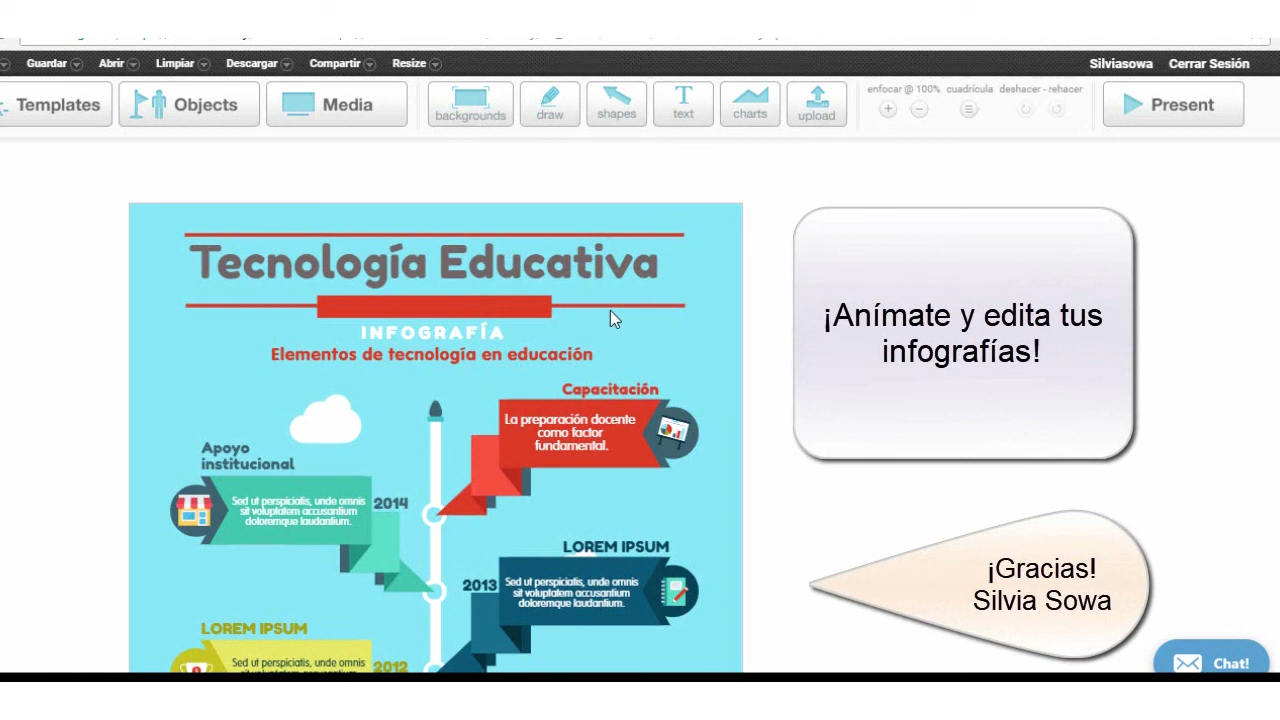 Guardar Abrir Limpiar Descargar Compartir Resize Silviasowa Cerrar Sesión
Templates Objects Media backgrounds draw shapes text charts upload
enfocar @ 100% cuadrícula deshacer - rehacer
Present
Tecnología Educativa
INFOGRAFÍA
Elementos de tecnología en educación
Capacitación
La preparación docente
como factor
fundamental.
Apoyo
institucional
Sed ut perspiciatis, unde omnis
sit voluptatem accusantium
doloremque laudantium.
2014
LOREM IPSUM
2013
Sed ut perspiciatis, unde omnis
sit voluptatem accusantium
doloremque laudantium.
LOREM IPSUM
Sed ut perspiciatis, unde omnis
2012
¡Anímate y edita tus
infografías!
¡Gracias!
Silvia Sowa
Chat!